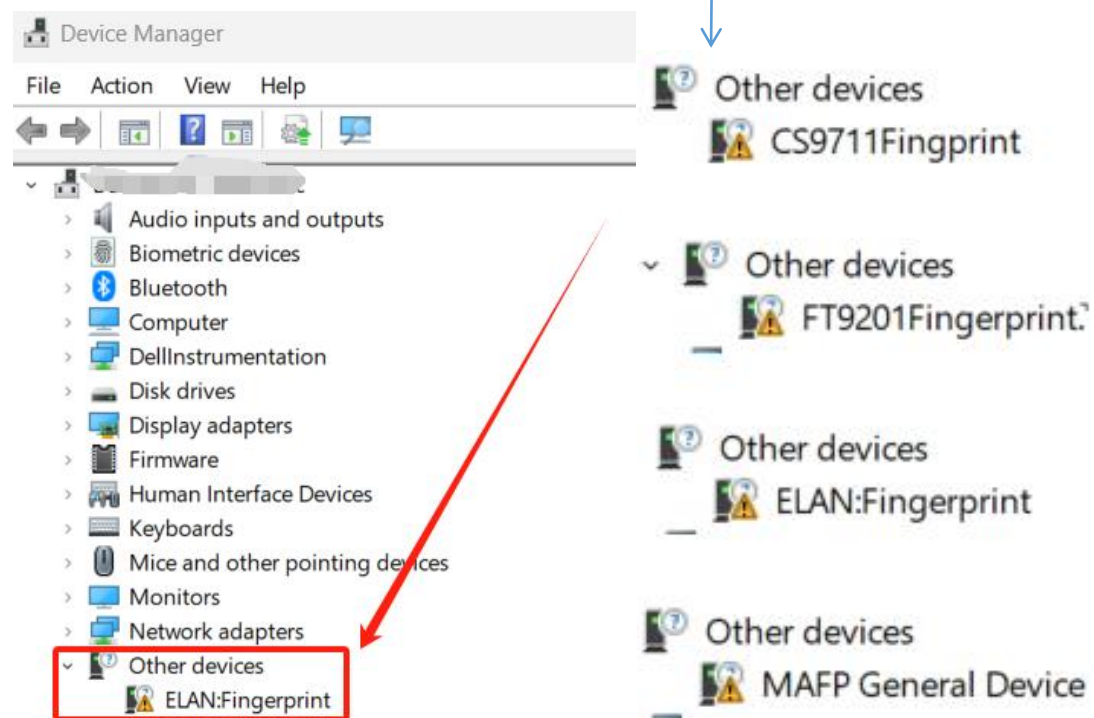 Device Manager
File Action View Help
Audio inputs and outputs
Biometric devices
Bluetooth
Computer
DellInstrumentation
Disk drives
Display adapters
Firmware
Human Interface Devices
Keyboards
Mice and other pointing devices
Monitors
Network adapters
Other devices
ELAN:Fingerprint
Other devices
CS9711Fingprint
Other devices
FT9201Fingerprint.
Other devices
ELAN:Fingerprint
Other devices
MAFP General Device